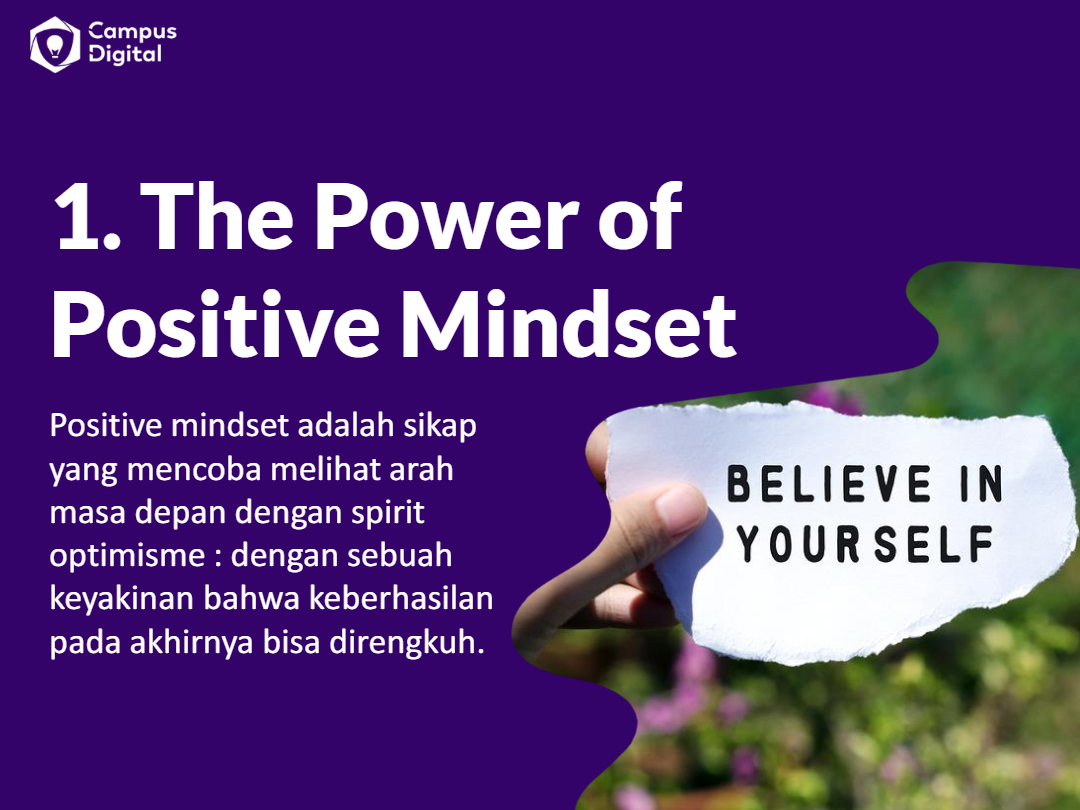 Campus
Digital
1. The Power of
Positive Mindset
Positive mindset adalah sikap
yang mencoba melihat arah
masa depan dengan spirit
optimisme : dengan sebuah
keyakinan bahwa keberhasilan
pada akhirnya bisa direngkuh.
BELIEVE IN
YOURSELF